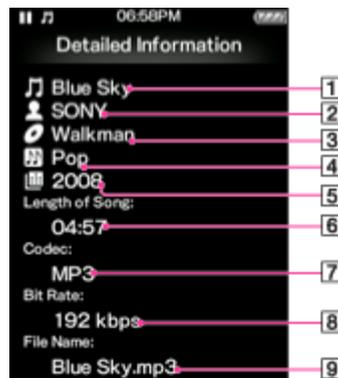 06:58PM
Detailed Information
Blue Sky 1
SONY 2
Walkman 3
Pop 4
2008 5
Length of Song:
04:57 6
Codec:
MP3 7
Bit Rate:
192 kbps 8
File Name:
Blue Sky.mp3 9